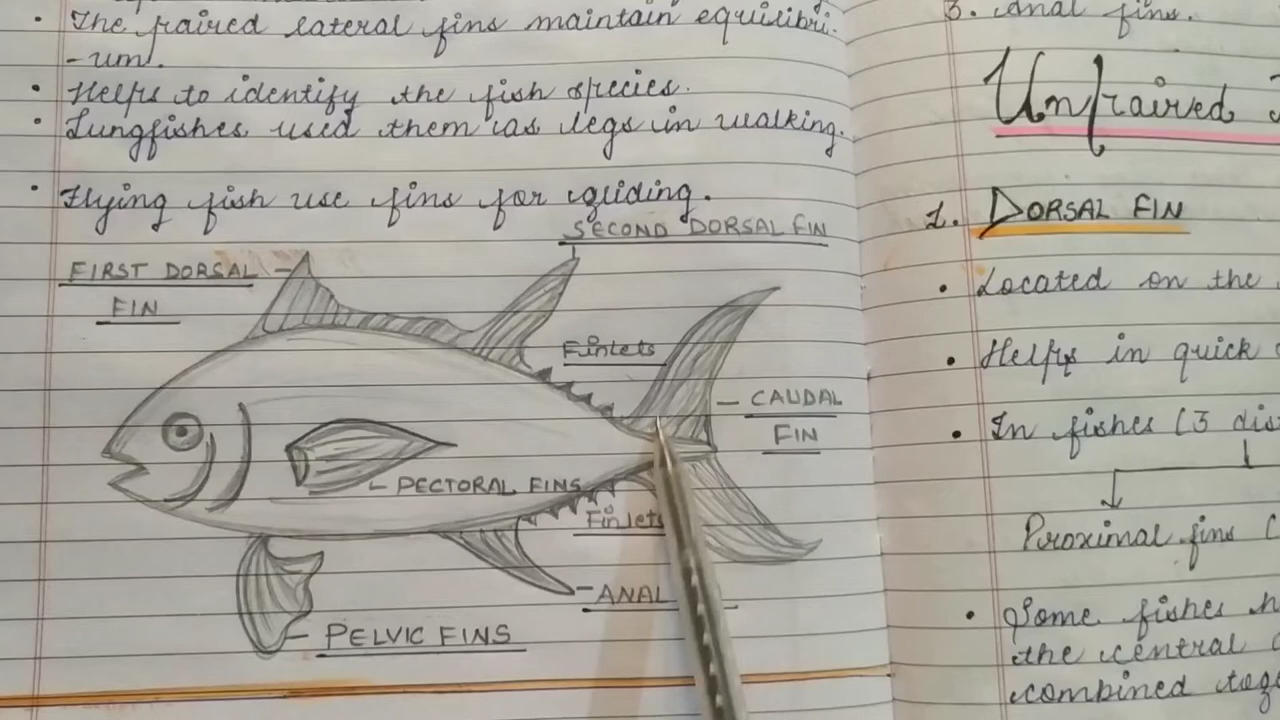 The paired lateral fins maintain equilibri-
-um.
• Helps to identify the fish species.
• Lungfishes used them as legs in walking.
• Flying fish use fins for gliding.
SECOND DORSAL FIN
FIRST DORSAL
FIN
Finlets
CAUDAL
FIN
PECTORAL FINS
Finlets
ANAL
PELVIC FINS
3. Anal fins.
Unpaired
1. DORSAL FIN
• Located on the
• Helps in quick
• In fishes (3 dis
Proximal fins (
• Some fishes h
the central
combined toge